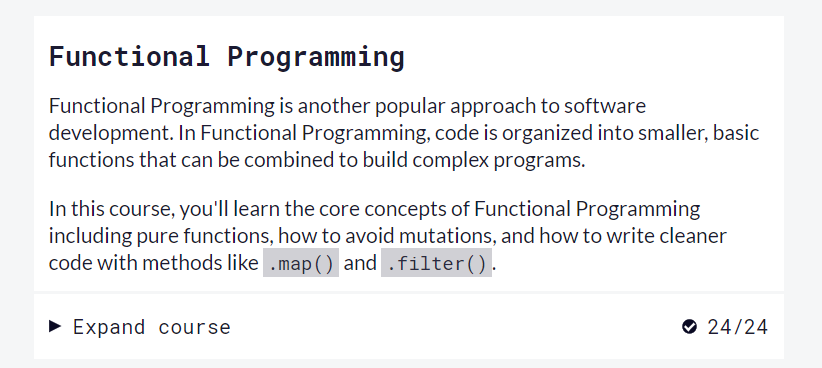 Functional Programming
Functional Programming is another popular approach to software
development. In Functional Programming, code is organized into smaller, basic
functions that can be combined to build complex programs.
In this course, you'll learn the core concepts of Functional Programming
including pure functions, how to avoid mutations, and how to write cleaner
code with methods like .map() and .filter().
Expand course
24/24